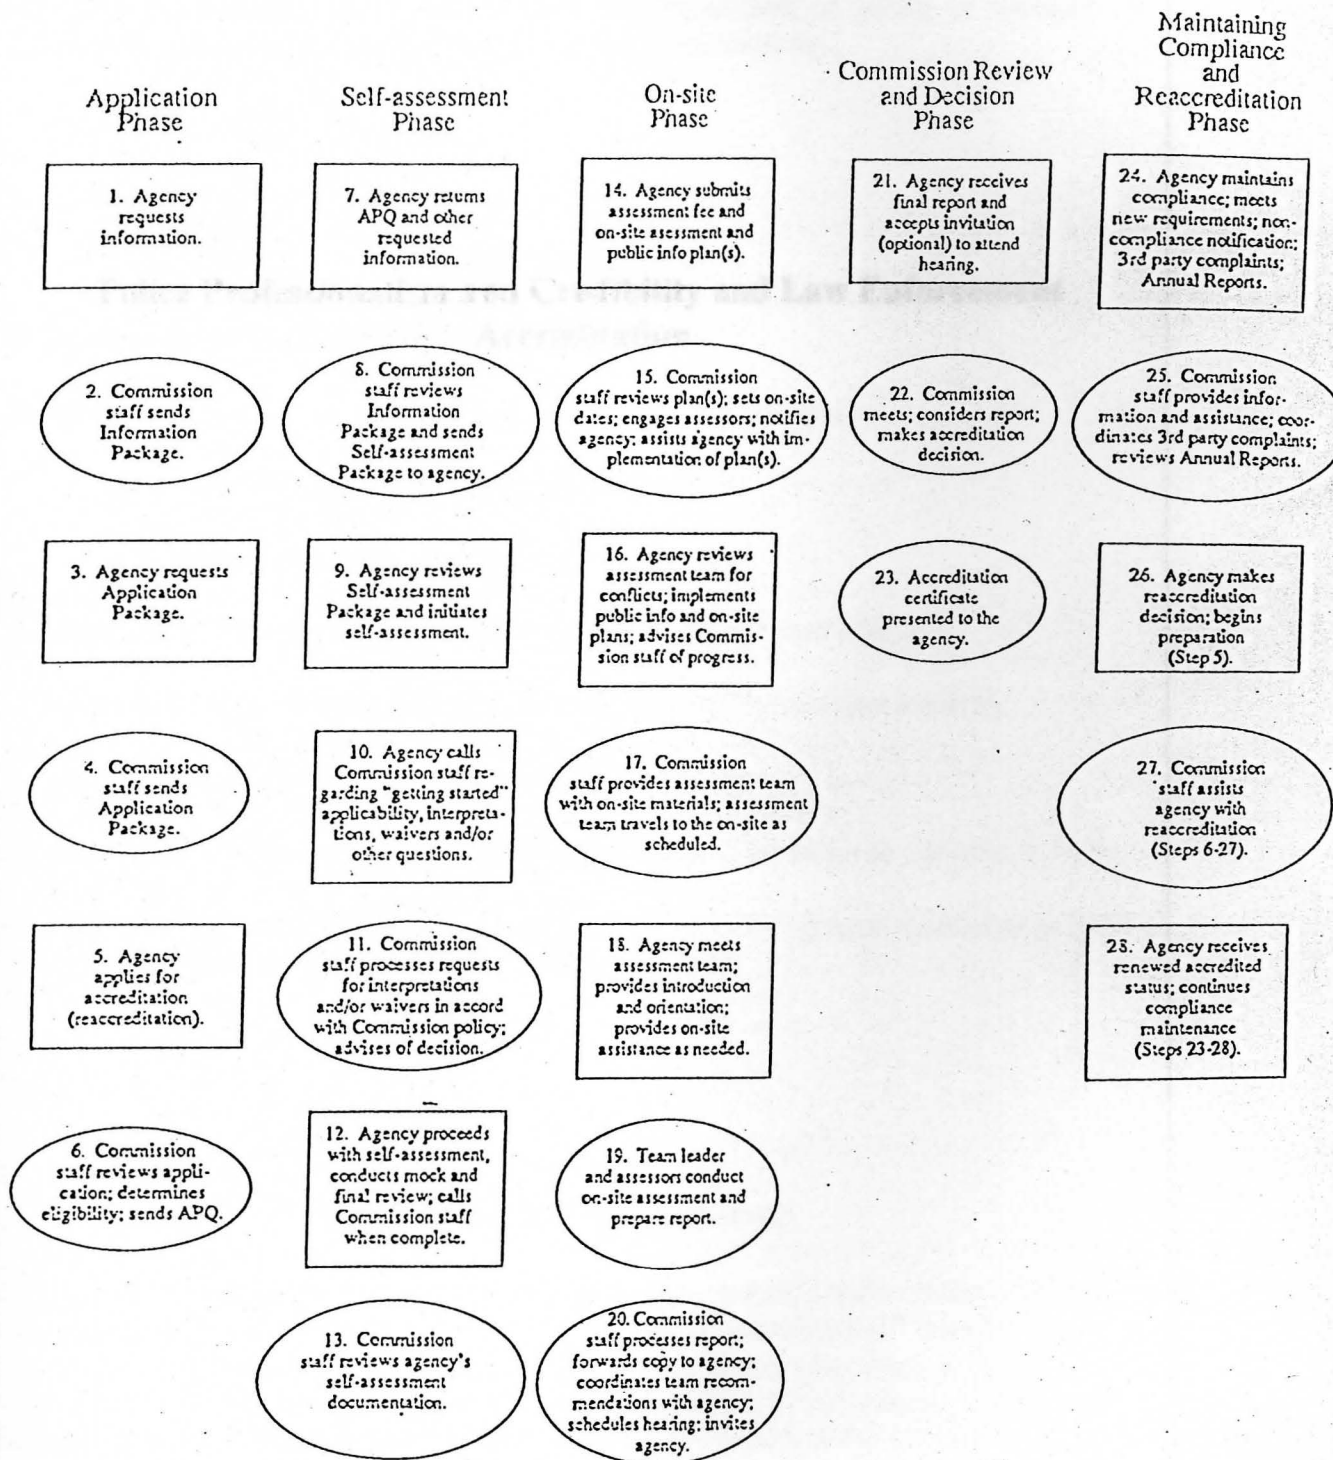 Application
Phase
1. Agency
requests
information.
2. Commission
staff sends
Information
Package.
3. Agency requests
Application
Package.
4. Commission
staff sends
Application
Package.
5. Agency
applies for
accreditation
(reaccreditation).
6. Commission
staff reviews appli-
cation; determines
eligibility; sends APQ.
Self-assessment
Phase
7. Agency returns
APQ and other
requested
information.
8. Commission
staff reviews
Information
Package and sends
Self-assessment
Package to agency.
9. Agency reviews
Self-assessment
Package and initiates
self-assessment.
10. Agency calls
Commission staff re-
garding "getting started"
applicability, interpreta-
tions, waivers and/or
other questions.
11. Commission
staff processes requests
for interpretations
and/or waivers in accord
with Commission policy;
advises of decision.
12. Agency proceeds
with self-assessment,
conducts mock and
final review; calls
Commission staff
when complete.
13. Commission
staff reviews agency's
self-assessment
documentation.
On-site
Phase
14. Agency submits
assessment: fee and
on-site asessment and
public info plan(s).
15. Commission
staff reviews plan(s); sets on-site
dates; engages assessors; notifies
agency; assists agency with im-
plementation of plan(s).
16. Agency reviews
assessment team for
conflicts; implements
public info and on-site
plans; advises Commis-
sion staff of progress.
17. Commission
staff provides assessment team
with on-site materials; assessment
team travels to the on-site as
scheduled.
18. Agency meets
assessment team;
provides introduction
and orientation;
provides on-site
assistance as needed.
19. Team leader
and assessors conduct
on-site assessment and
prepare report.
20. Commission
staff processes report;
forwards copy to agency;
coordinates team recom-
mendations with agency;
schedules hearing; invites
agency.
Commission Review
and Decision
Phase
21. Agency receives
final report and
accepts invitation
(optional) to attend
hearing.
22. Commission
meets; considers report;
makes accreditation
decision.
23. Accreditation
certificate
presented to the
agency.
Maintaining
Compliance
and
Reaccreditation
Phase
24. Agency maintains
compliance; meets
new requirements; non-
compliance notification;
3rd party complaints;
Annual Reports.
25. Commission
staff provides infor-
mation and assistance; coor-
dinates 3rd party complaints;
reviews Annual Reports.
26. Agency makes
reaccreditation
decision; begins
preparation
(Step 5).
27. Commission
staff assists
agency with
reaccreditation
(Steps 6-27).
28. Agency receives
renewed accredited
status; continues
compliance
maintenance
(Steps 23-28).